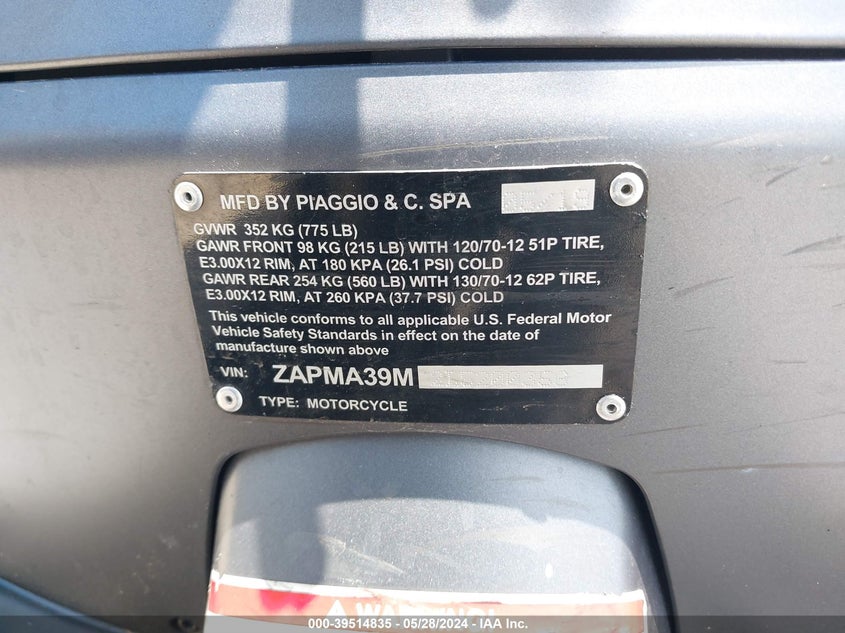 MFD BY PIAGGIO & C. SPA
GVWR 352 KG (775 LB)
GAWR FRONT 98 KG (215 LB) WITH 120/70-12 51P TIRE,
E3.00X12 RIM, AT 180 KPA (26.1 PSI) COLD
GAWR REAR 254 KG (560 LB) WITH 130/70-12 62P TIRE,
E3.00X12 RIM, AT 260 KPA (37.7 PSI) COLD
This vehicle conforms to all applicable U.S. Federal Motor
Vehicle Safety Standards in effect on the date of
manufacture shown above
VIN: ZAPMA39M
TYPE: MOTORCYCLE
000-39514835 - 05/28/2024 - IAA Inc.